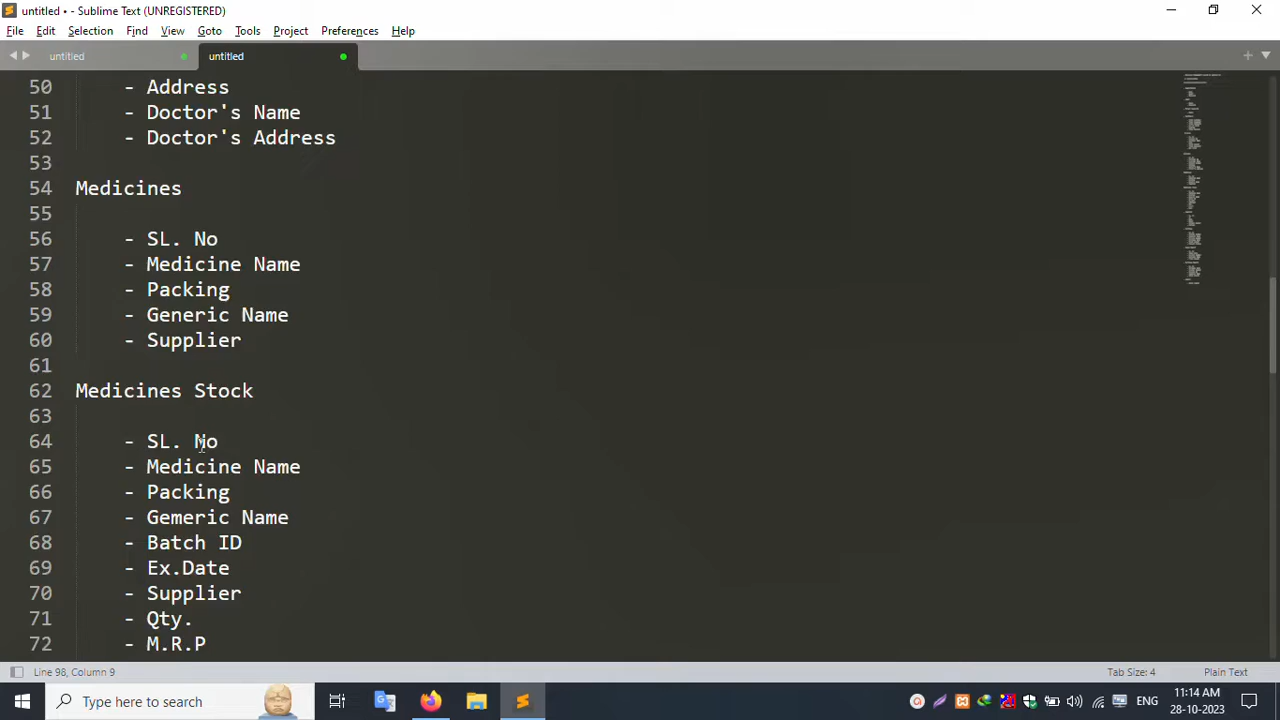 untitled • - Sublime Text (UNREGISTERED)
File Edit Selection Find View Goto Tools Project Preferences Help
untitled untitled
50 - Address
51 - Doctor's Name
52 - Doctor's Address
53
54 Medicines
55
56 - SL. No
57 - Medicine Name
58 - Packing
59 - Generic Name
60 - Supplier
61
62 Medicines Stock
63
64 - SL. No
65 - Medicine Name
66 - Packing
67 - Gemeric Name
68 - Batch ID
69 - Ex.Date
70 - Supplier
71 - Qty.
72 - M.R.P
Line 98, Column 9 Tab Size: 4 Plain Text
Type here to search ENG 11:14 AM
28-10-2023